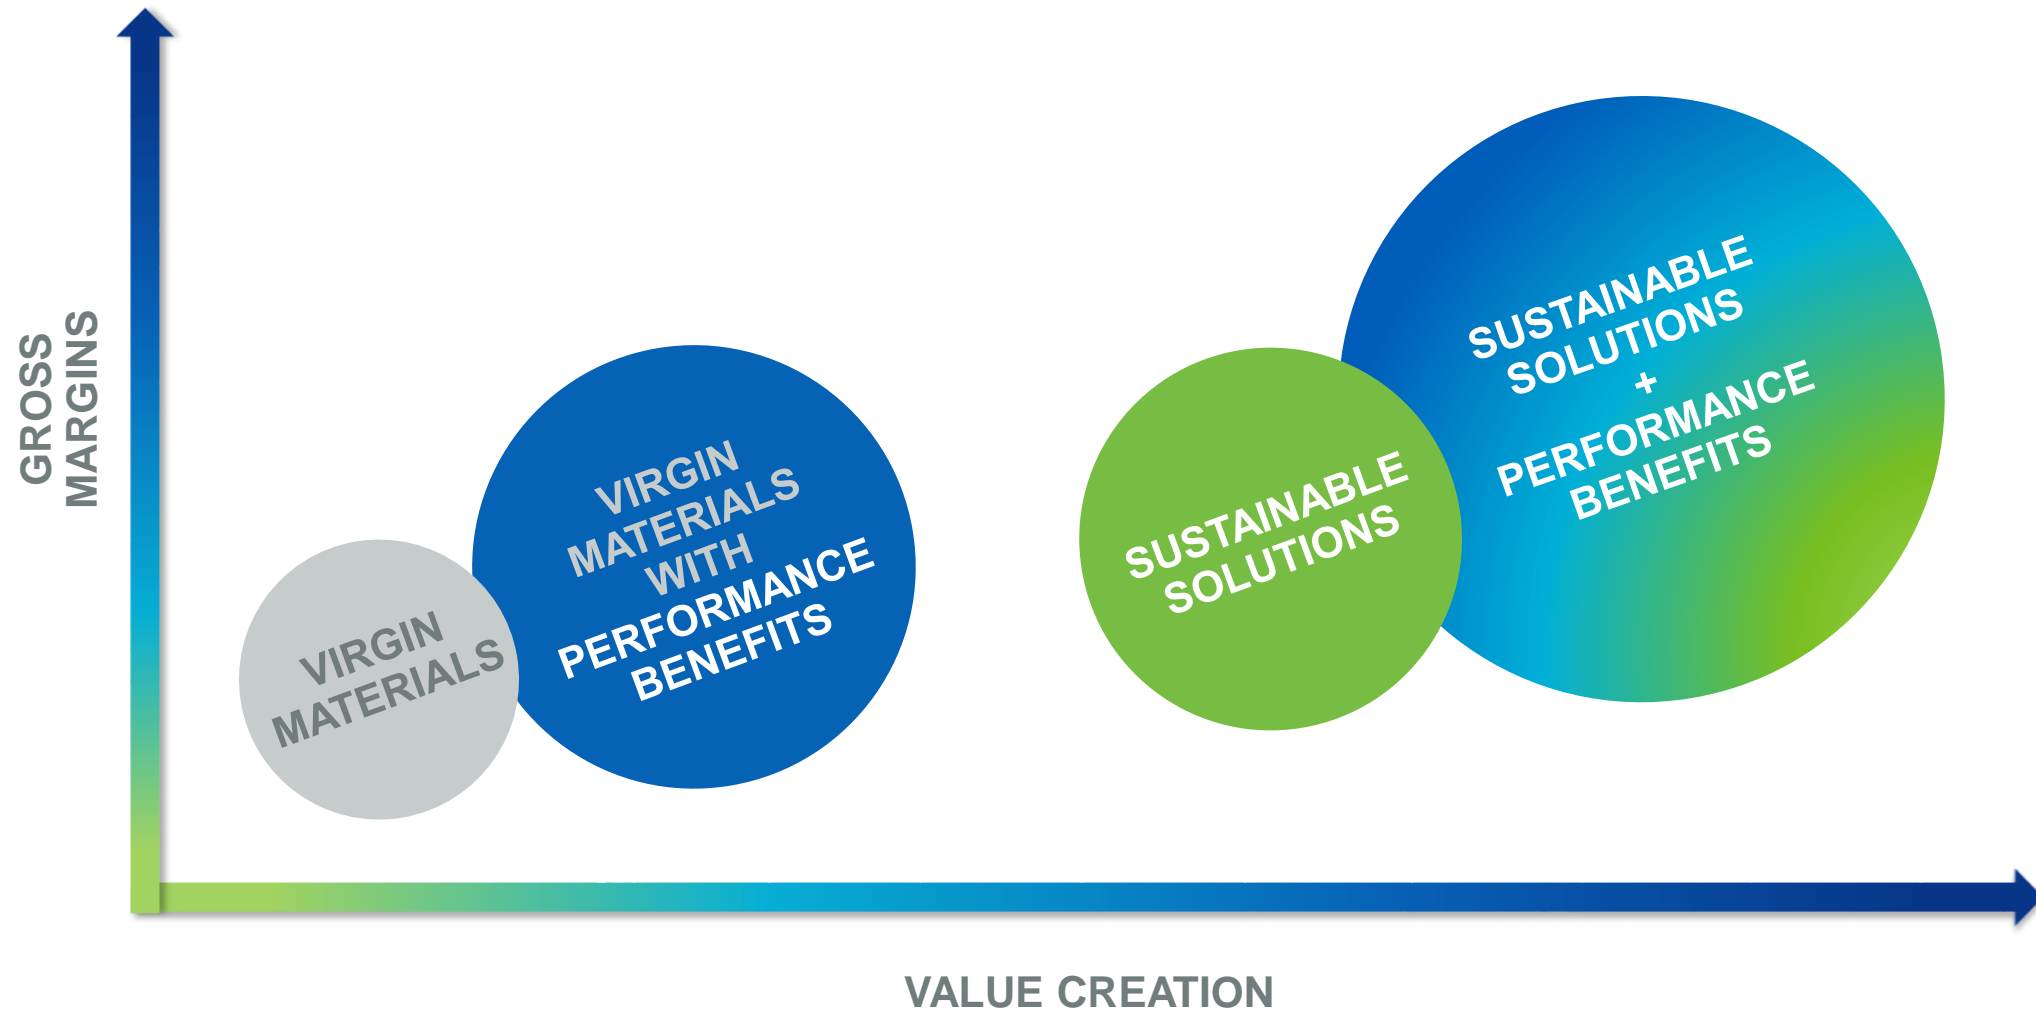 GROSS
MARGINS
VIRGIN
MATERIALS
VIRGIN
MATERIALS
WITH
PERFORMANCE
BENEFITS
SUSTAINABLE
SOLUTIONS
SUSTAINABLE
SOLUTIONS
+
PERFORMANCE
BENEFITS
VALUE CREATION